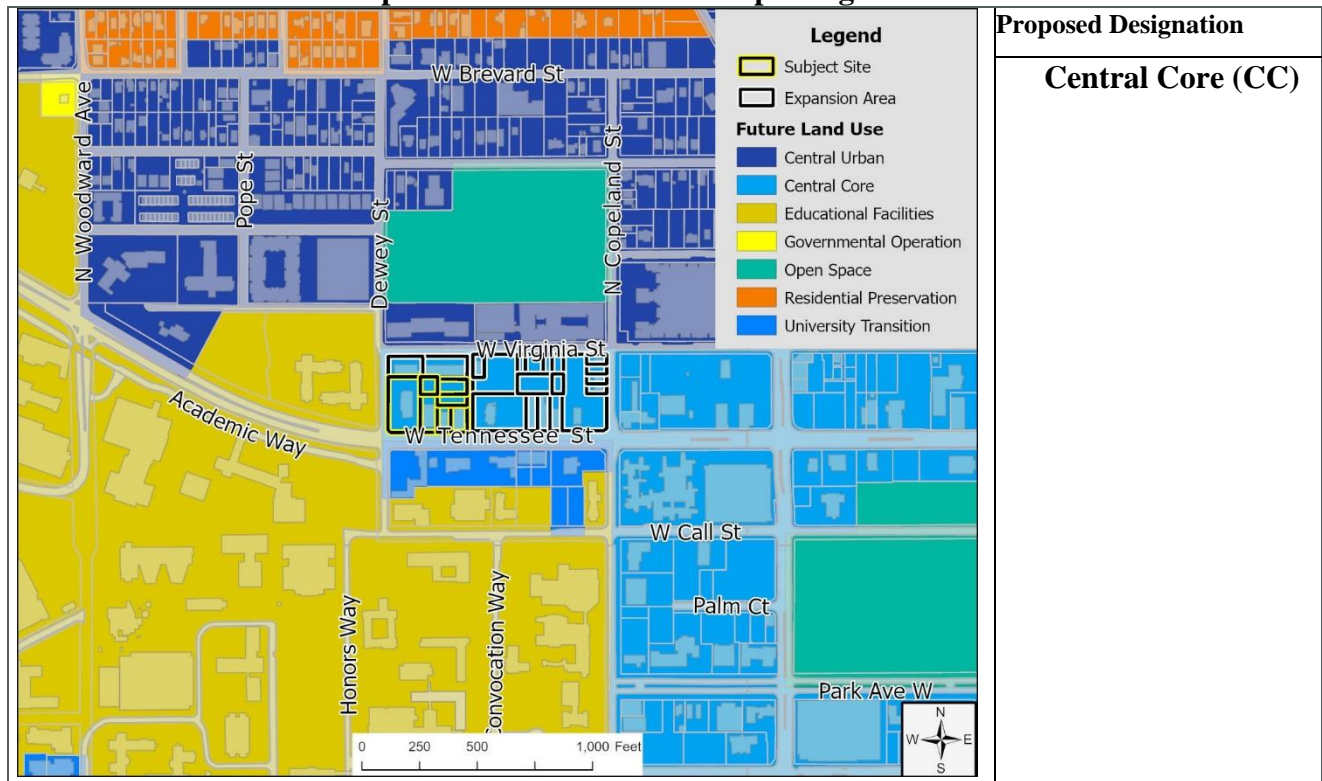 Proposed Designation
Central Core (CC)
Legend
Subject Site
Expansion Area
Future Land Use
Central Urban
Central Core
Educational Facilities
Governmental Operation
Open Space
Residential Preservation
University Transition
W Brevard St
N Woodward Ave
Pope St
Dewey St
N Copeland St
W Virginia St
Academic Way
W Tennessee St
W Call St
Honors Way
Convocation Way
Palm Ct
Park Ave W
0 250 500 1,000 Feet
N
W E
S